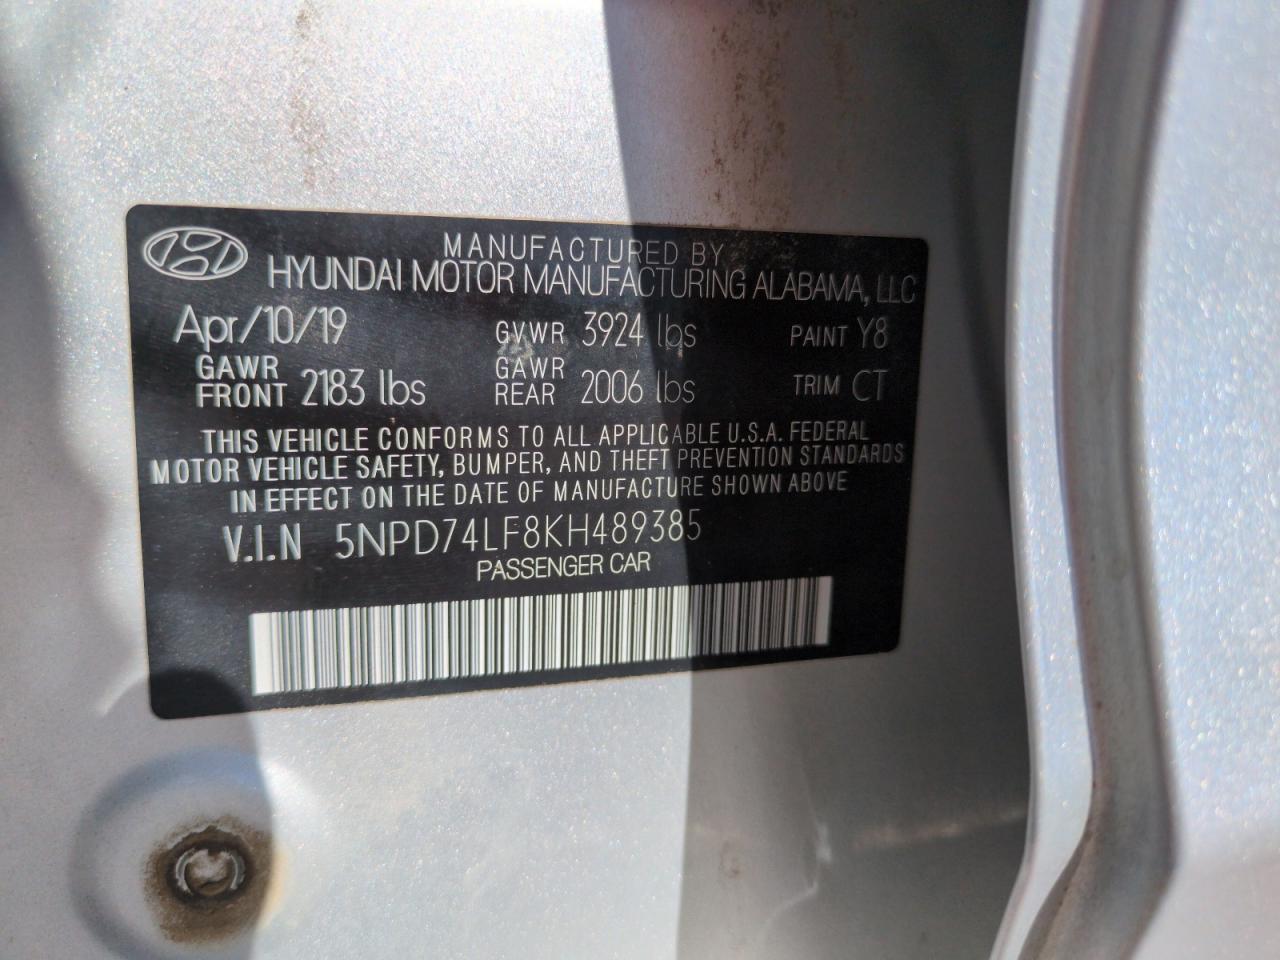 MANUFACTURED BY
HYUNDAI MOTOR MANUFACTURING ALABAMA, LLC
Apr/10/19 GVWR 3924 lbs PAINT Y8
GAWR FRONT 2183 lbs GAWR REAR 2006 lbs TRIM CT
THIS VEHICLE CONFORMS TO ALL APPLICABLE U.S.A. FEDERAL
MOTOR VEHICLE SAFETY, BUMPER, AND THEFT PREVENTION STANDARDS
IN EFFECT ON THE DATE OF MANUFACTURE SHOWN ABOVE
V.I.N 5NPD74LF8KH489385
PASSENGER CAR